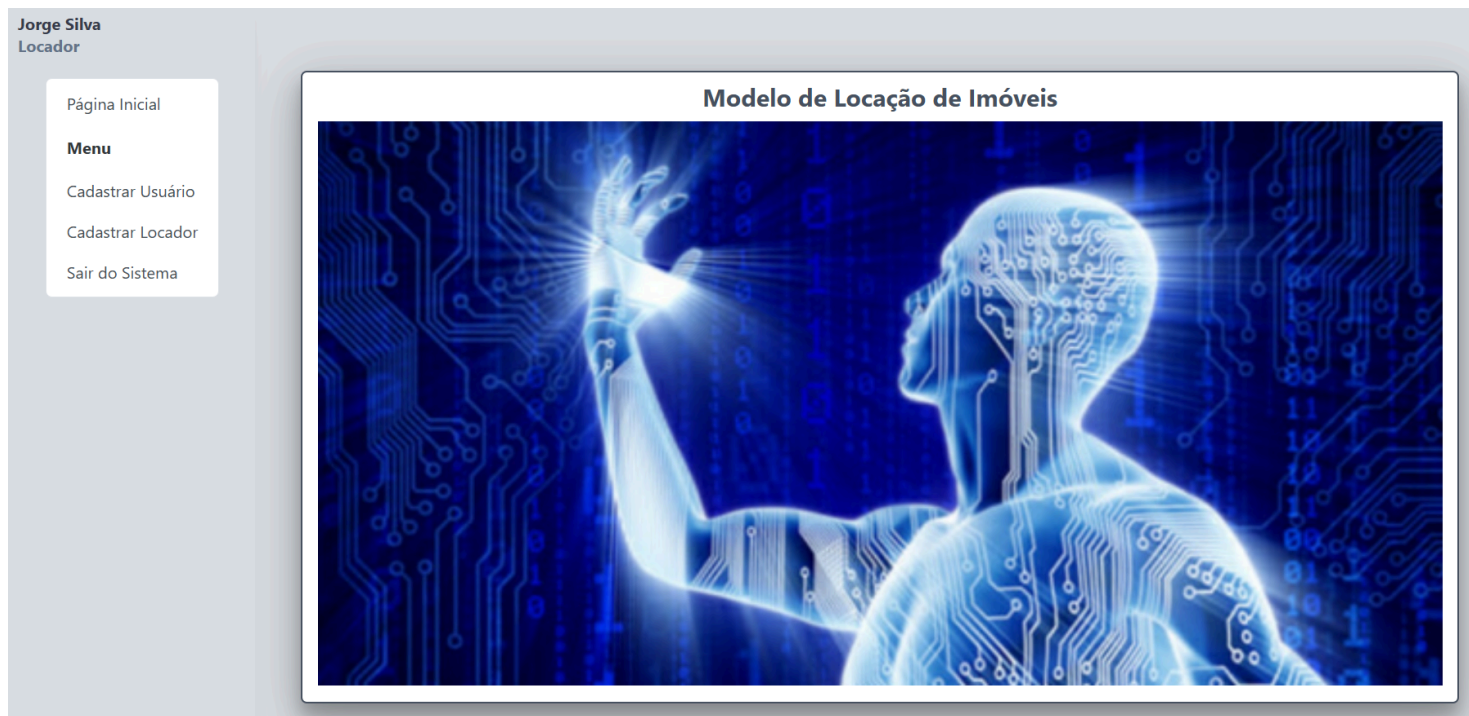 Jorge Silva
Locador
Página Inicial
Menu
Cadastrar Usuário
Cadastrar Locador
Sair do Sistema
Modelo de Locação de Imóveis